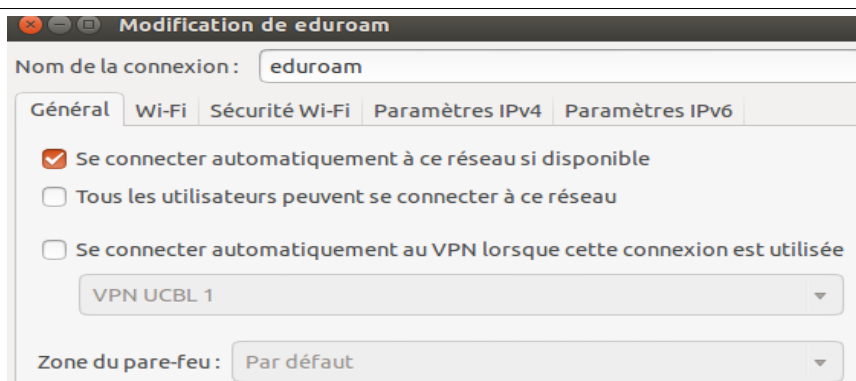 Modification de eduroam
Nom de la connexion : eduroam
Général Wi-Fi Sécurité Wi-Fi Paramètres IPv4 Paramètres IPv6
Se connecter automatiquement à ce réseau si disponible
Tous les utilisateurs peuvent se connecter à ce réseau
Se connecter automatiquement au VPN lorsque cette connexion est utilisée
VPN UCBL 1
Zone du pare-feu : Par défaut